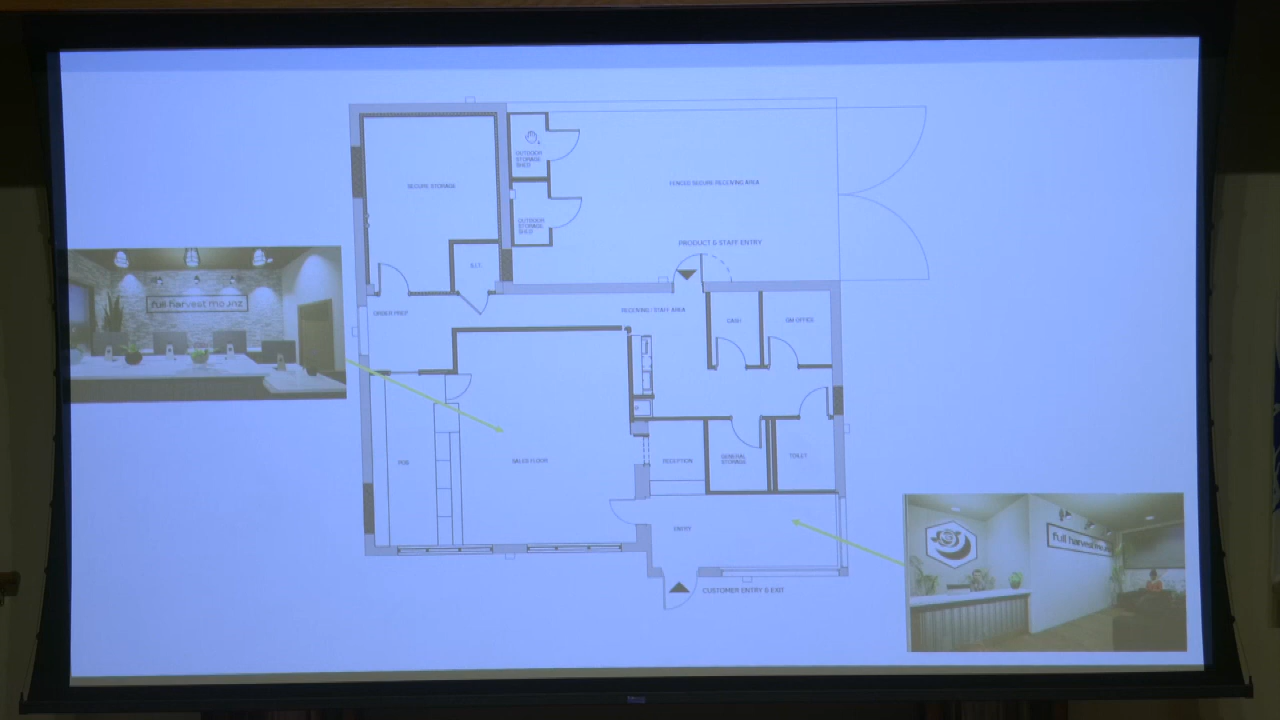 OUTDOOR
STORAGE
SHED
SECURE STORAGE
FENCED SECURE RECEIVING AREA
OUTDOOR
STORAGE
SHED
PRODUCT & STAFF ENTRY
full harvest moonz
ORDER PREP
RECEIVING / STAFF AREA
CASH
GM OFFICE
POS
SALES FLOOR
RECEPTION
GENERAL
STORAGE
TOILET
ENTRY
full harvest moonz
CUSTOMER ENTRY & EXIT